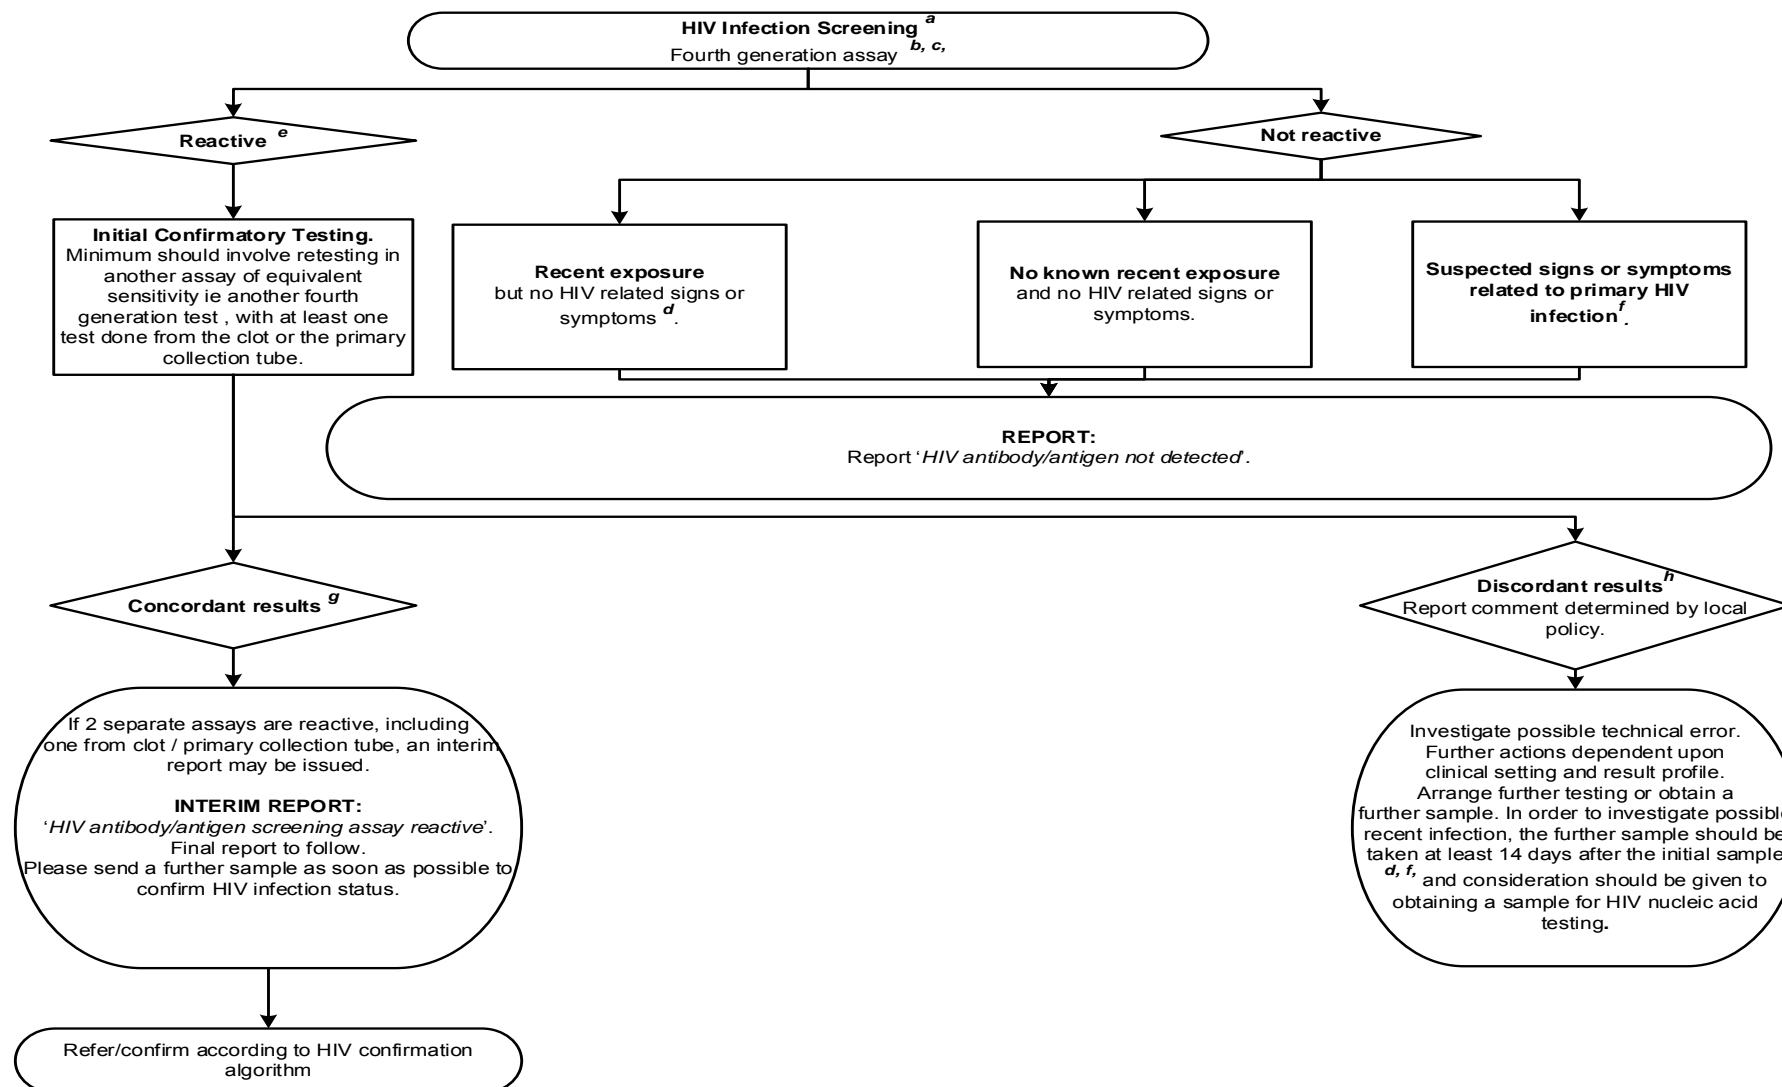 HIV Infection Screening a
Fourth generation assay b, c,
Reactive e
Not reactive
Initial Confirmatory Testing.
Minimum should involve retesting in
another assay of equivalent
sensitivity ie another fourth
generation test , with at least one
test done from the clot or the primary
collection tube.
Recent exposure
but no HIV related signs or
symptoms d.
No known recent exposure
and no HIV related signs or
symptoms.
Suspected signs or symptoms
related to primary HIV
infection f.
REPORT:
Report ‘HIV antibody/antigen not detected’.
Concordant results g
Discordant results h
Report comment determined by local
policy.
If 2 separate assays are reactive, including
one from clot / primary collection tube, an interim
report may be issued.
INTERIM REPORT:
‘HIV antibody/antigen screening assay reactive’.
Final report to follow.
Please send a further sample as soon as possible to
confirm HIV infection status.
Investigate possible technical error.
Further actions dependent upon
clinical setting and result profile.
Arrange further testing or obtain a
further sample. In order to investigate possible
recent infection, the further sample should be
taken at least 14 days after the initial sample
d, f, and consideration should be given to
obtaining a sample for HIV nucleic acid
testing.
Refer/confirm according to HIV confirmation
algorithm